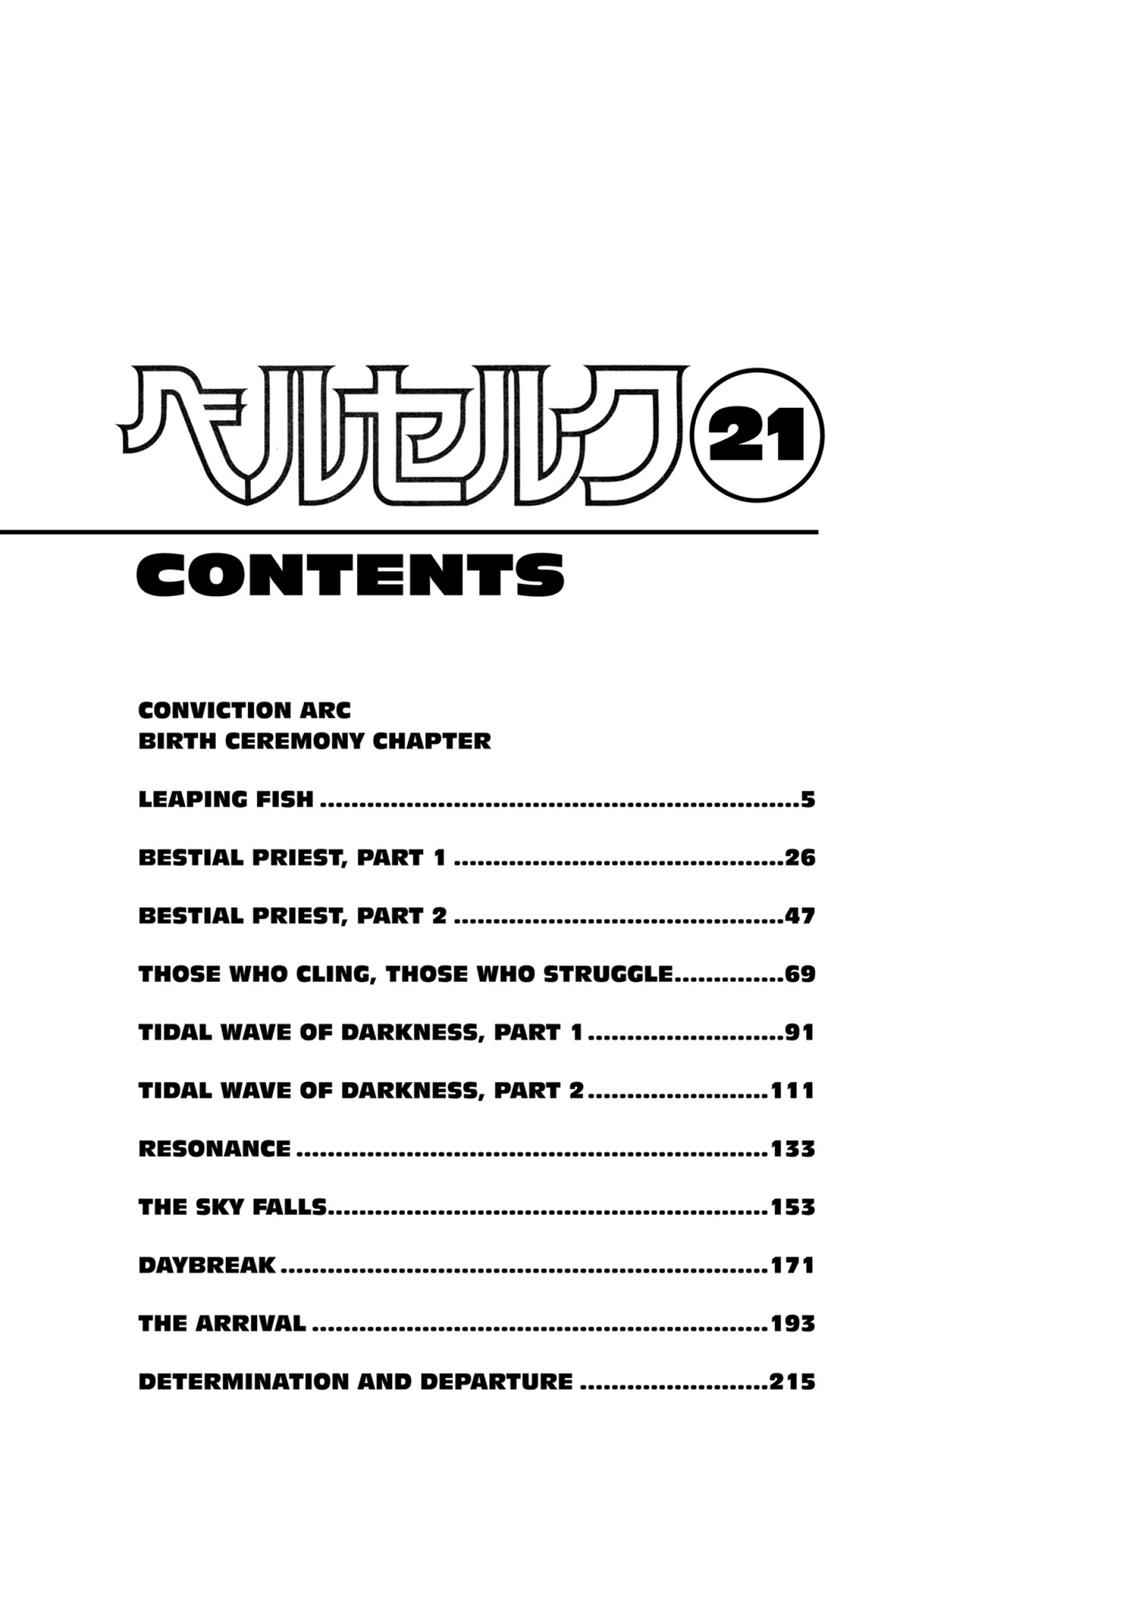 ベルセルク 21
CONTENTS
CONVICTION ARC
BIRTH CEREMONY CHAPTER
LEAPING FISH ............................................................5
BESTIAL PRIEST, PART 1 ..........................................26
BESTIAL PRIEST, PART 2 ..........................................47
THOSE WHO CLING, THOSE WHO STRUGGLE..............69
TIDAL WAVE OF DARKNESS, PART 1.........................91
TIDAL WAVE OF DARKNESS, PART 2.......................111
RESONANCE ............................................................133
THE SKY FALLS........................................................153
DAYBREAK ..............................................................171
THE ARRIVAL ..........................................................193
DETERMINATION AND DEPARTURE ........................215